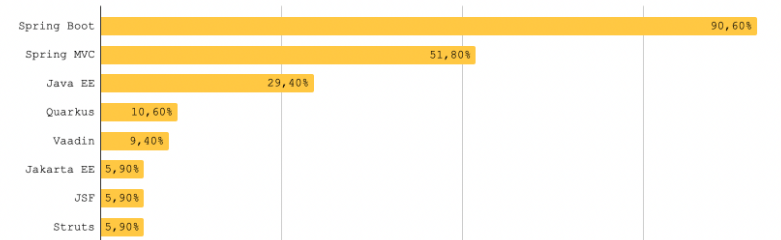 Spring Boot 90,60%
Spring MVC 51,80%
Java EE 29,40%
Quarkus 10,60%
Vaadin 9,40%
Jakarta EE 5,90%
JSF 5,90%
Struts 5,90%